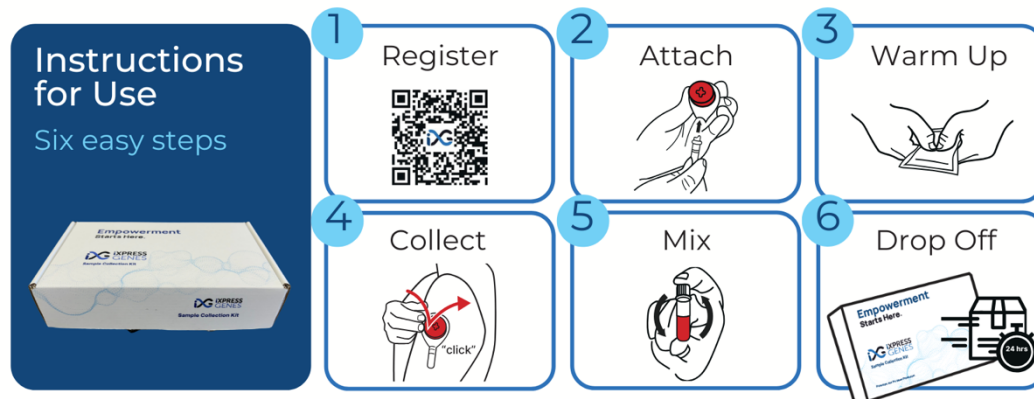 Instructions
for Use
Six easy steps
Empowerment
Starts Here.
iXPRESS
GENES
Sample Collection Kit
iXPRESS
GENES
Sample Collection Kit
1
Register
2
Attach
3
Warm Up
4
Collect
"click"
5
Mix
6
Drop Off
Empowerment
Starts Here.
iXPRESS
GENES
Sample Collection Kit
24 hrs